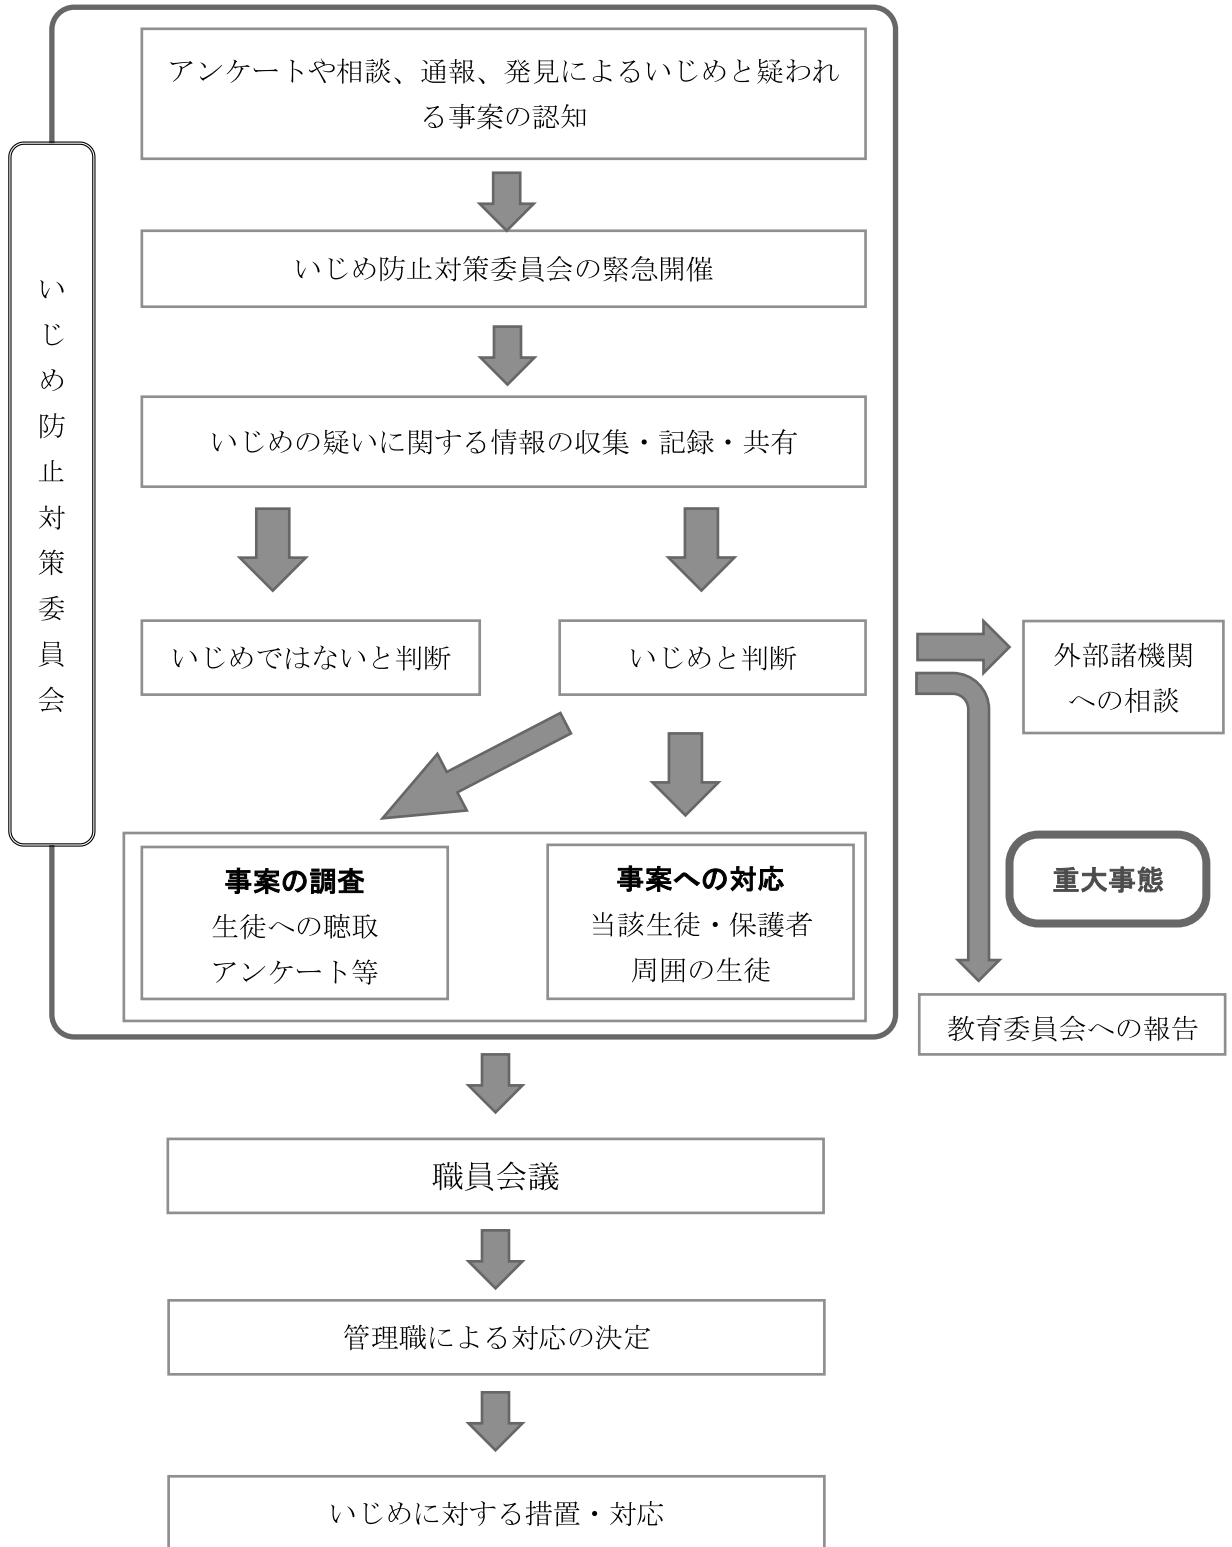 アンケートや相談、通報、発見によるいじめと疑われ
る事案の認知
いじめ防止対策委員会の緊急開催
いじめ防止対策委員会
いじめの疑いに関する情報の収集・記録・共有
いじめではないと判断
いじめと判断
外部諸機関
への相談
事案の調査
生徒への聴取
アンケート等
事案への対応
当該生徒・保護者
周囲の生徒
重大事態
教育委員会への報告
職員会議
管理職による対応の決定
いじめに対する措置・対応